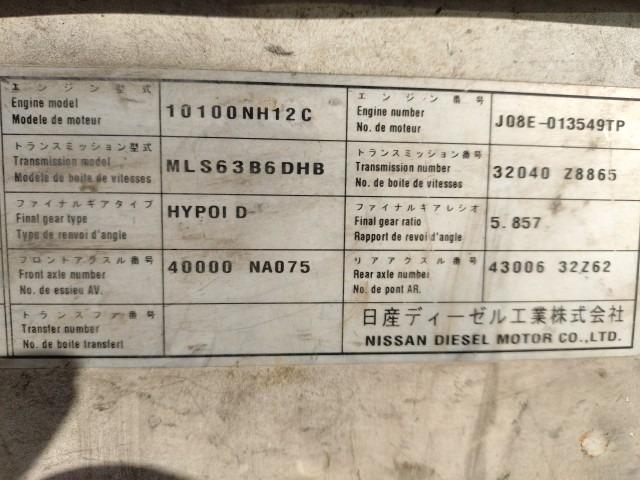 エンジン型式
Engine model
Modele de moteur
10100NH12C
エンジン番号
Engine number
No. de moteur
J08E-013549TP
トランスミッション型式
Transmission model
Modele de boite de vitesses
MLS63B6DHB
トランスミッション番号
Transmission number
No. de boite de vitesses
32040 Z8865
ファイナルギアタイプ
Final gear type
Type de renvoi d'angle
HYPOI D
ファイナルギアレシオ
Final gear ratio
Rapport de revoi d'angle
5.857
フロントアクスル番号
Front axle number
No. de essieu AV.
40000 NA075
リアアクスル番号
Rear axle number
No. de pont AR.
43006 32Z62
トランスファ番号
Transfer number
No. de boite transfert
日産ディーゼル工業株式会社
NISSAN DIESEL MOTOR CO.,LTD.